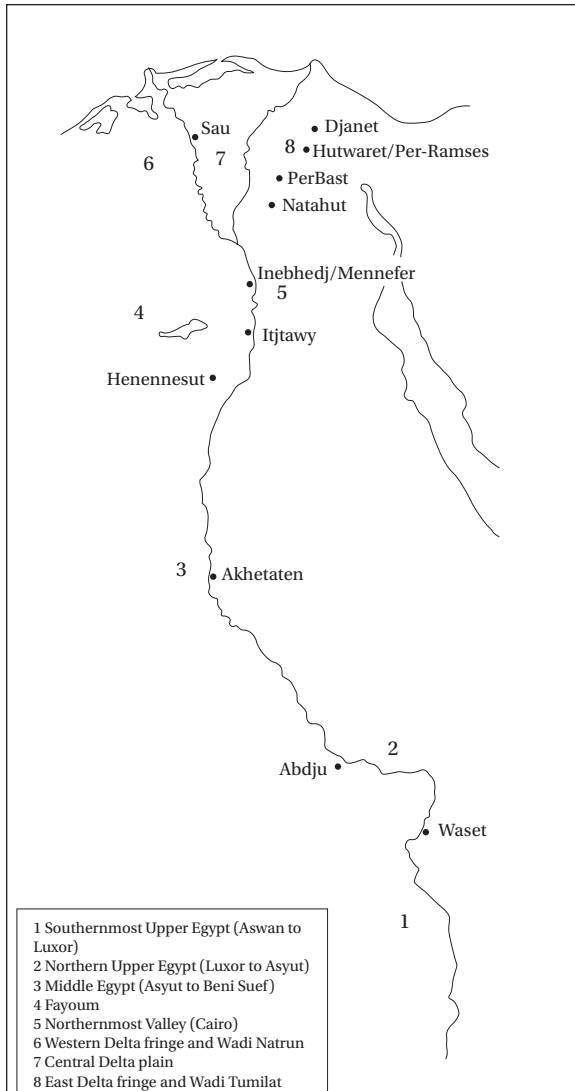 Djanet
Sau
8
Hutwaret/Per-Ramses
6
7
PerBast
Natahut
Inebhedj/Mennefer
5
4
Itjtawy
Henennesut
3
Akhetaten
2
Abdju
Waset
1
1 Southernmost Upper Egypt (Aswan to
Luxor)
2 Northern Upper Egypt (Luxor to Asyut)
3 Middle Egypt (Asyut to Beni Suef)
4 Fayoum
5 Northernmost Valley (Cairo)
6 Western Delta fringe and Wadi Natrun
7 Central Delta plain
8 East Delta fringe and Wadi Tumilat